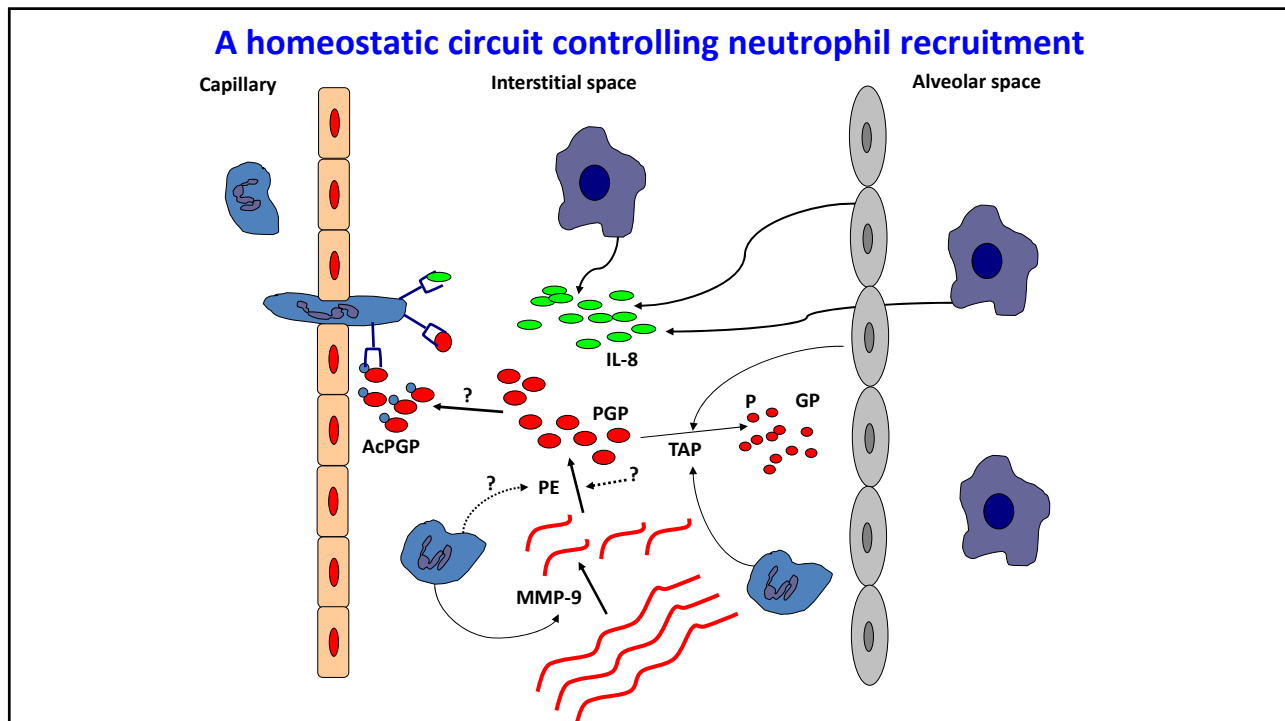 A homeostatic circuit controlling neutrophil recruitment
Capillary
Interstitial space
Alveolar space
IL-8
?
PGP
P
GP
AcPGP
TAP
?
PE
?
MMP-9